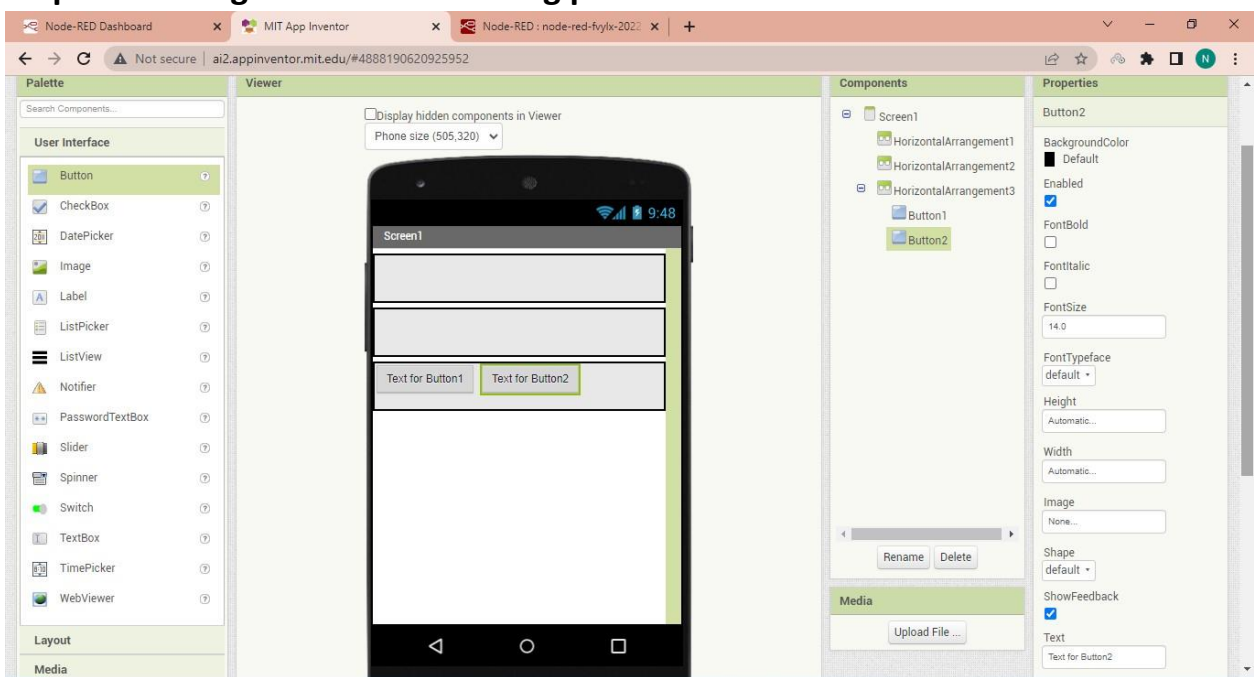 Node-RED Dashboard
MIT App Inventor
Node-RED : node-red-fvylx-2022
Not secure
ai2.appinventor.mit.edu/#4888190620925952
N
Palette
Search Components...
User Interface
Button
CheckBox
DatePicker
Image
Label
ListPicker
ListView
Notifier
PasswordTextBox
Slider
Spinner
Switch
TextBox
TimePicker
WebViewer
Layout
Media
Viewer
Display hidden components in Viewer
Phone size (505,320)
9:48
Screen1
Text for Button1
Text for Button2
Components
Screen1
HorizontalArrangement1
HorizontalArrangement2
HorizontalArrangement3
Button1
Button2
Rename
Delete
Media
Upload File ...
Properties
Button2
BackgroundColor
Default
Enabled
FontBold
FontItalic
FontSize
14.0
FontTypeface
default
Height
Automatic...
Width
Automatic...
Image
None...
Shape
default
ShowFeedback
Text
Text for Button2